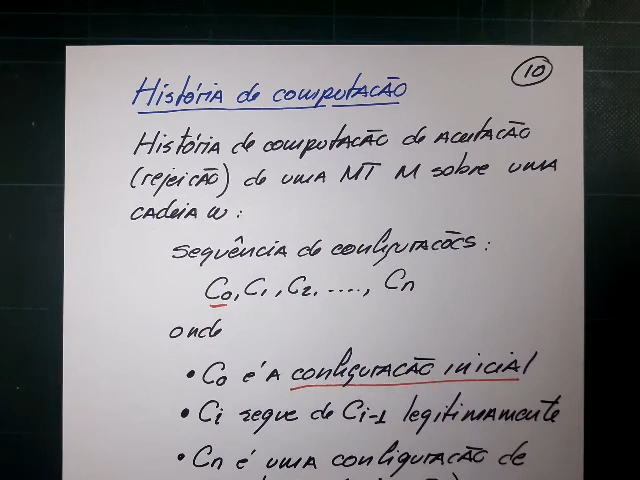 10
História de computação
História de computação de aceitação
(rejeição) de uma MT M sobre uma
cadeia w:
sequência de configurações:
C0, C1, C2, ...., Cn
onde
• C0 é a configuração inicial
• Ci segue de Ci-1 legitimamente
• Cn é uma configuração de